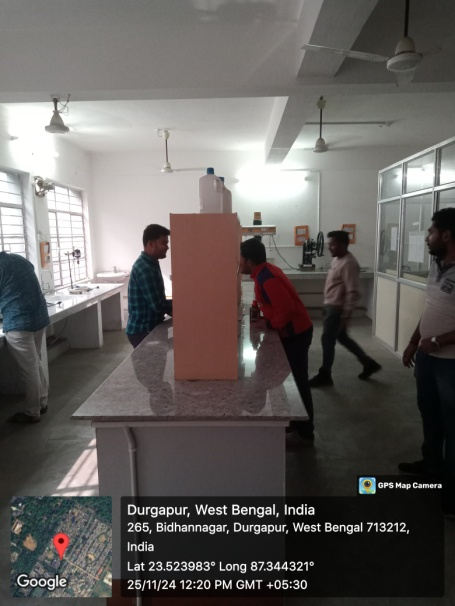 GPS Map Camera
Durgapur, West Bengal, India
265, Bidhannagar, Durgapur, West Bengal 713212,
India
Lat 23.523983° Long 87.344321°
25/11/24 12:20 PM GMT +05:30
Google